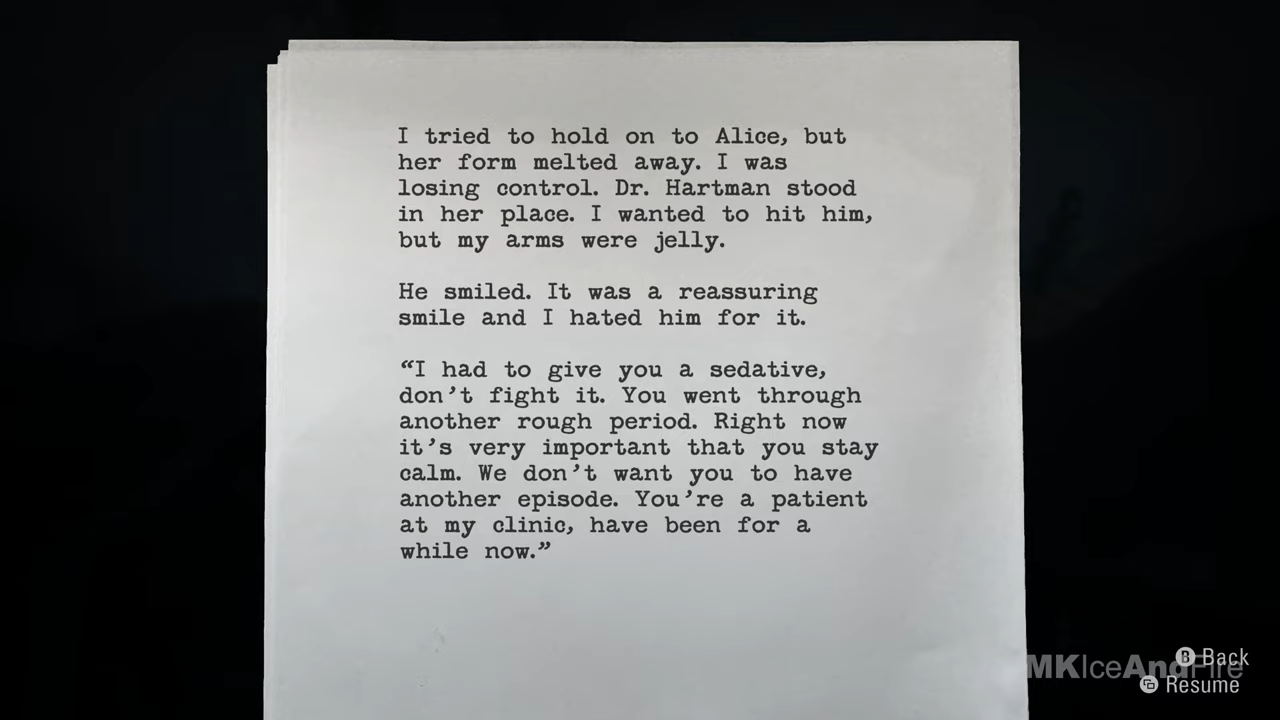 I tried to hold on to Alice, but
her form melted away. I was
losing control. Dr. Hartman stood
in her place. I wanted to hit him,
but my arms were jelly.
He smiled. It was a reassuring
smile and I hated him for it.
“I had to give you a sedative,
don’t fight it. You went through
another rough period. Right now
it’s very important that you stay
calm. We don’t want you to have
another episode. You’re a patient
at my clinic, have been for a
while now.”
MKIceAndFire
B Back
Resume